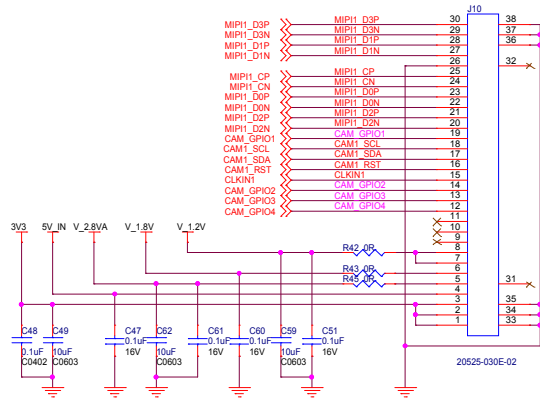 J10
MIPI1_D3P MIPI1_D3P 30 38
MIPI1_D3N MIPI1_D3N 29 37
MIPI1_D1P MIPI1_D1P 28 36
MIPI1_D1N MIPI1_D1N 27
26 32
MIPI1_CP MIPI1_CP 25
MIPI1_CN MIPI1_CN 24
MIPI1_D0P MIPI1_D0P 23
MIPI1_D0N MIPI1_D0N 22
MIPI1_D2P MIPI1_D2P 21
MIPI1_D2N MIPI1_D2N 20
CAM_GPIO1 CAM_GPIO1 19
CAM1_SCL CAM1_SCL 18
CAM1_SDA CAM1_SDA 17
CAM1_RST CAM1_RST 16
CLKIN1 CLKIN1 15
CAM_GPIO2 CAM_GPIO2 14
CAM_GPIO3 CAM_GPIO3 13
CAM_GPIO4 CAM_GPIO4 12
11
10
3V3 5V_IN V_2.8VA V_1.8V V_1.2V 9
R42 0R 8
7
R43 0R 6
R45 0R 5 31
4
3 35
2 34
1 33
C48 C49 C47 C62 C61 C60 C59 C51
0.1uF 10uF 0.1uF 10uF 0.1uF 0.1uF 10uF 0.1uF
C0402 C0603 16V C0603 16V 16V C0603 16V
20525-030E-02